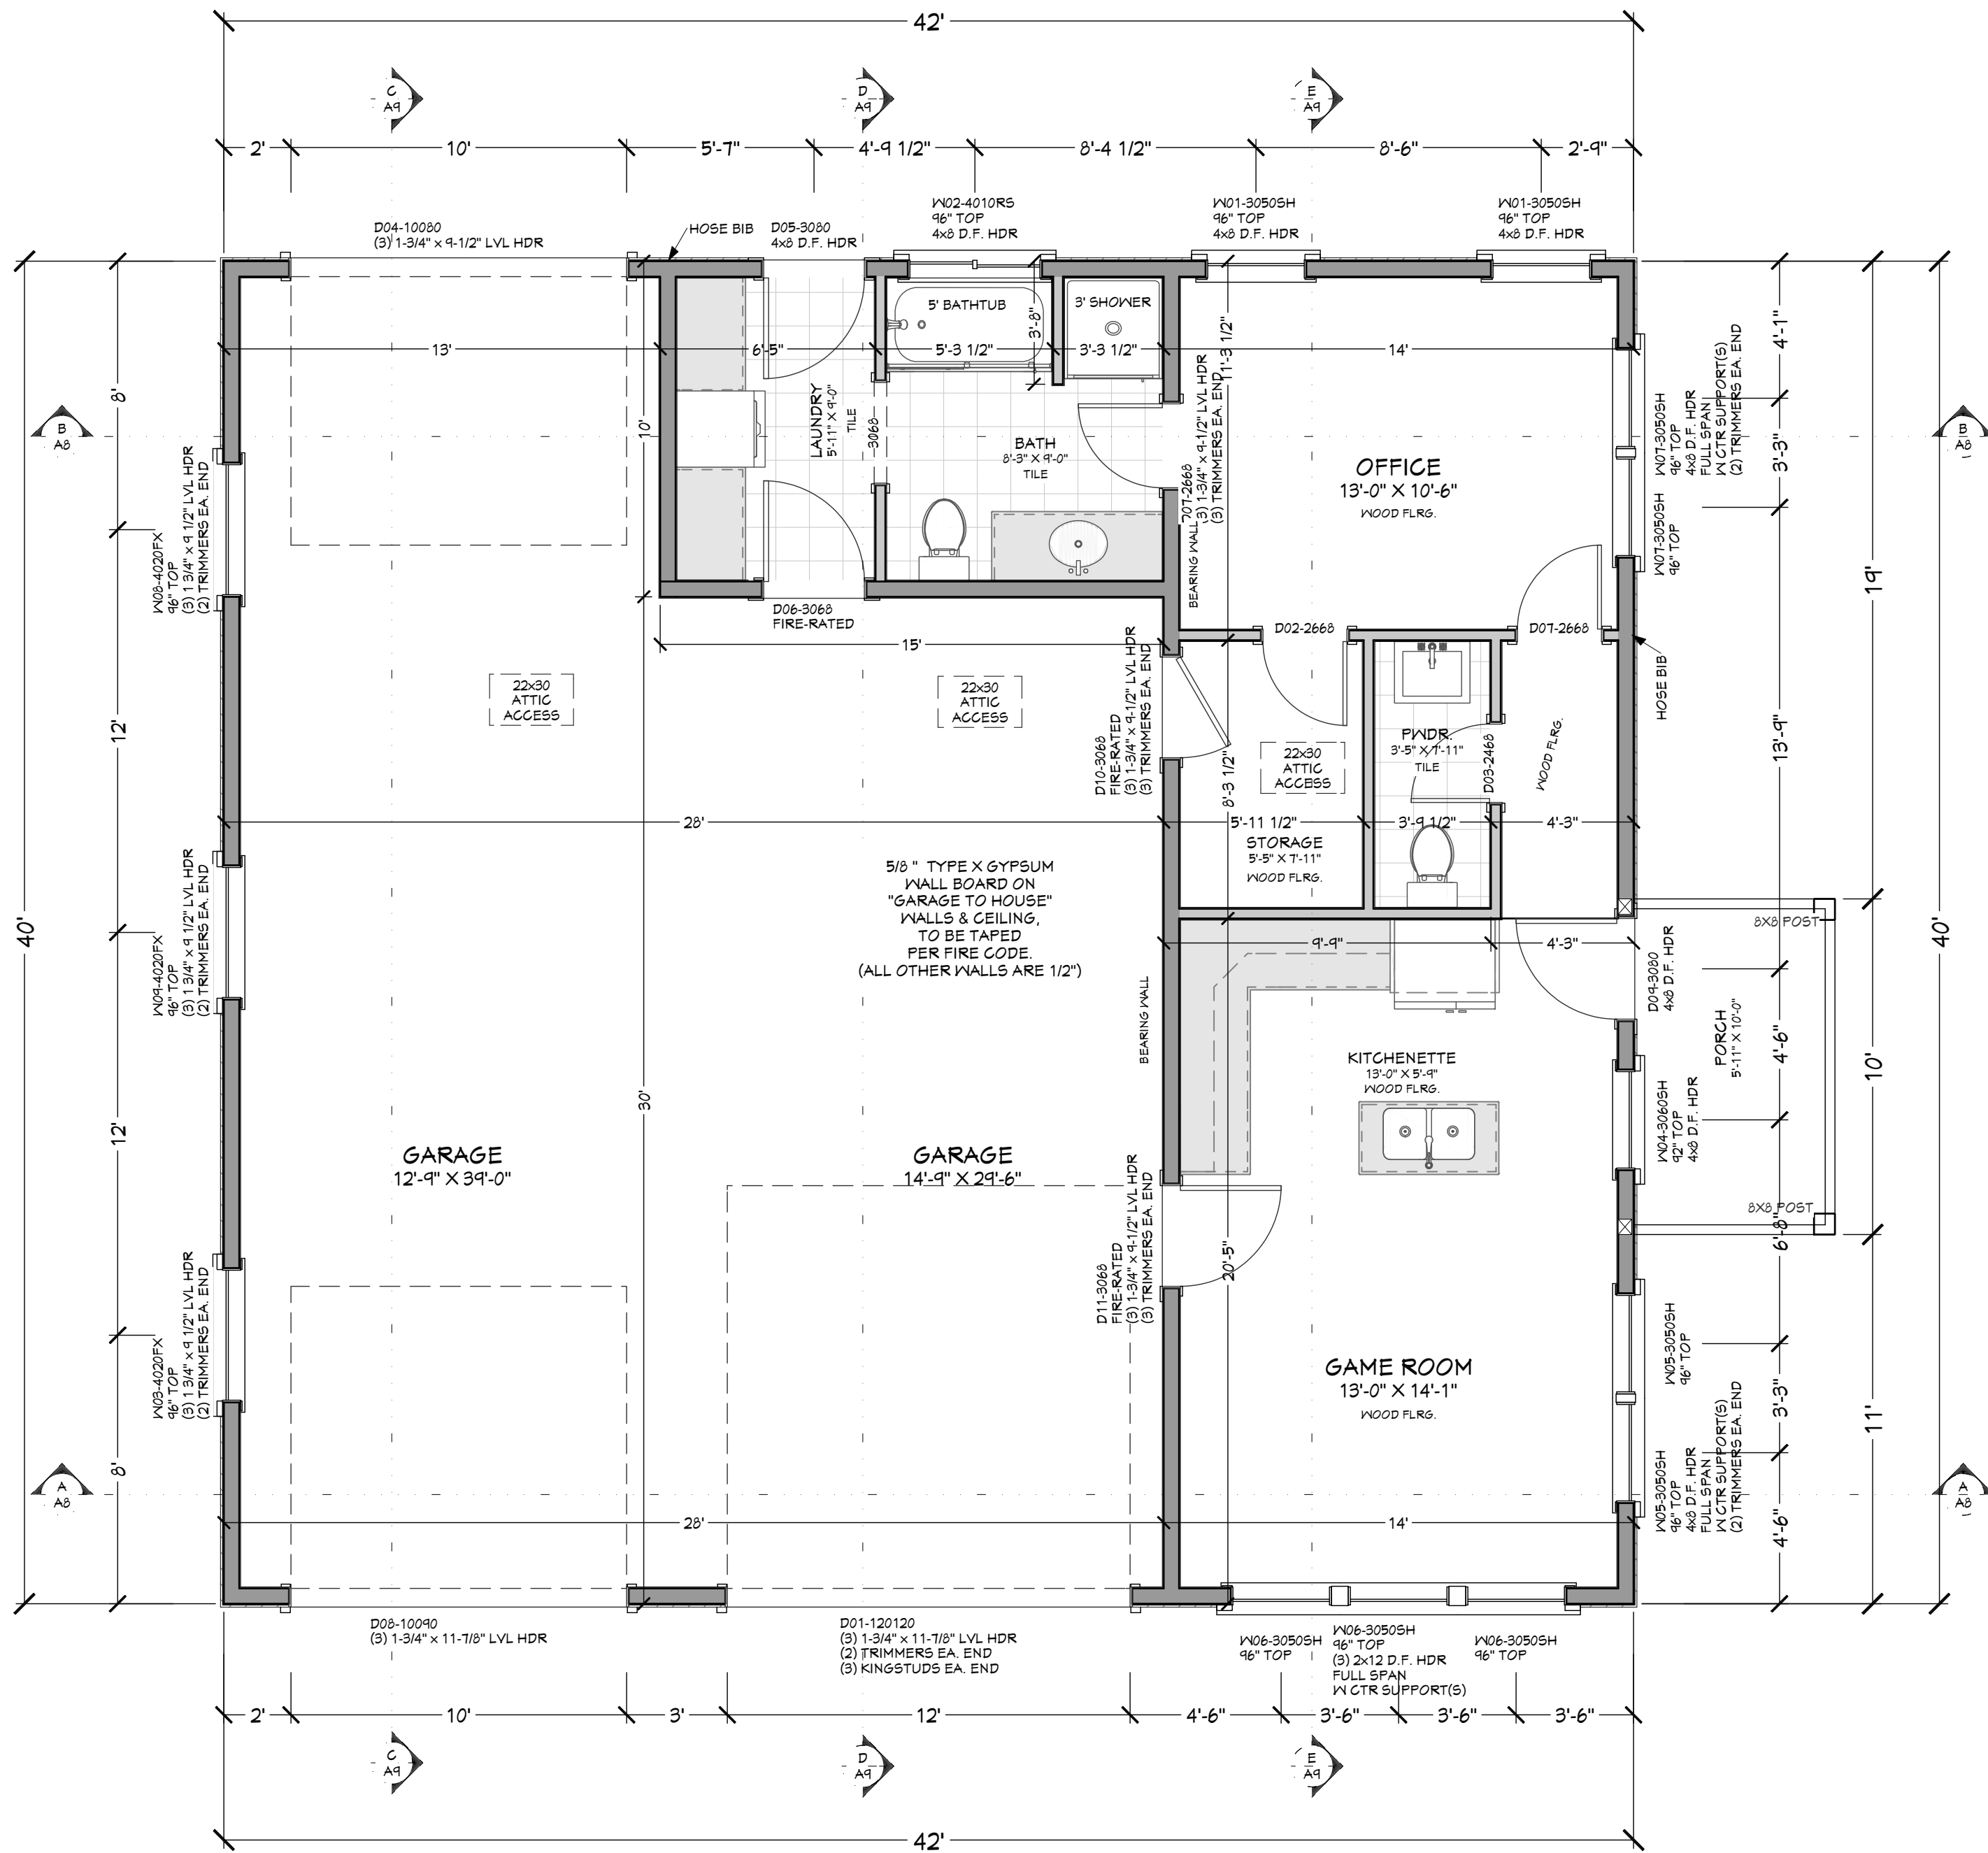 42'
C
A9
D
A9
E
A9
2'
10'
5'-7"
4'-9 1/2"
8'-4 1/2"
8'-6"
2'-9"
D04-10080
(3) 1-3/4" x 9-1/2" LVL HDR
HOSE BIB
D05-3080
4x8 D.F. HDR
W02-4010RS
96" TOP
4x8 D.F. HDR
W01-3050SH
96" TOP
4x8 D.F. HDR
W01-3050SH
96" TOP
4x8 D.F. HDR
5' BATHTUB
3' SHOWER
3'-8"
13'
6'-5"
5'-3 1/2"
3'-3 1/2"
14'
11'-3 1/2"
10'
LAUNDRY
5'-11" X 9'-0"
TILE
3068
BATH
8'-3" X 9'-0"
TILE
D07-2668
(3) 1-3/4" x 9-1/2" LVL HDR
(3) TRIMMERS EA. END
BEARING WALL
OFFICE
13'-0" X 10'-6"
WOOD FLRG.
40'
8'
12'
12'
8'
B
A8
A
A8
W08-4020FX
96" TOP
(3) 1 3/4" x 9 1/2" LVL HDR
(2) TRIMMERS EA. END
W09-4020FX
96" TOP
(3) 1 3/4" x 9 1/2" LVL HDR
(2) TRIMMERS EA. END
W03-4020FX
96" TOP
(3) 1 3/4" x 9 1/2" LVL HDR
(2) TRIMMERS EA. END
D06-3068
FIRE-RATED
15'
22x30
ATTIC
ACCESS
22x30
ATTIC
ACCESS
D10-3068
FIRE-RATED
(3) 1-3/4" x 9-1/2" LVL HDR
(3) TRIMMERS EA. END
D02-2668
D07-2668
22x30
ATTIC
ACCESS
8'-3 1/2"
PWDR.
3'-5" X 7'-11"
TILE
D03-2468
WOOD FLRG.
28'
5'-11 1/2"
3'-9 1/2"
4'-3"
STORAGE
5'-5" X 7'-11"
WOOD FLRG.
5/8 " TYPE X GYPSUM
WALL BOARD ON
"GARAGE TO HOUSE"
WALLS & CEILING,
TO BE TAPED
PER FIRE CODE.
(ALL OTHER WALLS ARE 1/2")
9'-9"
4'-3"
BEARING WALL
30'
KITCHENETTE
13'-0" X 5'-9"
WOOD FLRG.
GARAGE
12'-9" X 39'-0"
GARAGE
14'-9" X 29'-6"
D11-3068
FIRE-RATED
(3) 1-3/4" x 9-1/2" LVL HDR
(3) TRIMMERS EA. END
20'-5"
GAME ROOM
13'-0" X 14'-1"
WOOD FLRG.
28'
14'
W07-3050SH
96" TOP
4x8 D.F. HDR
FULL SPAN
W CTR SUPPORT(S)
(2) TRIMMERS EA. END
W07-3050SH
96" TOP
HOSE BIB
4'-1"
3'-3"
13'-9"
4'-6"
6'-8"
3'-3"
4'-6"
19'
10'
11'
40'
B
A8
A
A8
8X8 POST
D09-3080
4x8 D.F. HDR
PORCH
5'-11" X 10'-0"
W04-3060SH
92" TOP
4x8 D.F. HDR
8X8 POST
W05-3050SH
96" TOP
W05-3050SH
96" TOP
4x8 D.F. HDR
FULL SPAN
W CTR SUPPORT(S)
(2) TRIMMERS EA. END
D08-10090
(3) 1-3/4" x 11-7/8" LVL HDR
D01-120120
(3) 1-3/4" x 11-7/8" LVL HDR
(2) TRIMMERS EA. END
(3) KINGSTUDS EA. END
W06-3050SH
96" TOP
W06-3050SH
96" TOP
(3) 2x12 D.F. HDR
FULL SPAN
W CTR SUPPORT(S)
W06-3050SH
96" TOP
2'
10'
3'
12'
4'-6"
3'-6"
3'-6"
3'-6"
C
A9
D
A9
E
A9
42'